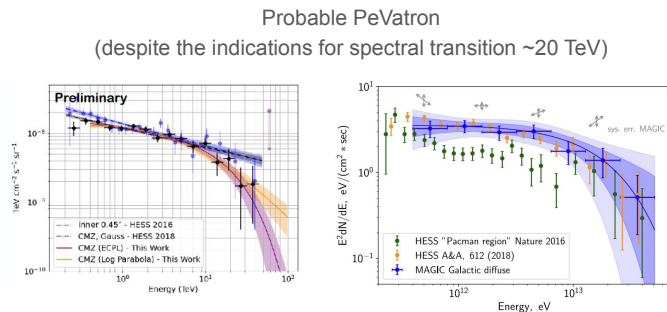 Probable PeVatron
(despite the indications for spectral transition ~20 TeV)
Preliminary
TeV cm⁻² s⁻¹ sr⁻¹
10⁻⁸
10⁻⁹
10⁻¹⁰
Inner 0.45° - HESS 2016
CMZ, Gauss - HESS 2018
CMZ (ECPL) - This Work
CMZ (Log Parabola) - This Work
10⁰
10¹
10²
Energy (TeV)
E²dN/dE, eV/(cm² * sec)
10¹
10⁰
10⁻¹
sys. err. MAGIC
HESS "Pacman region" Nature 2016
HESS A&A, 612 (2018)
MAGIC Galactic diffuse
10¹²
10¹³
Energy, eV